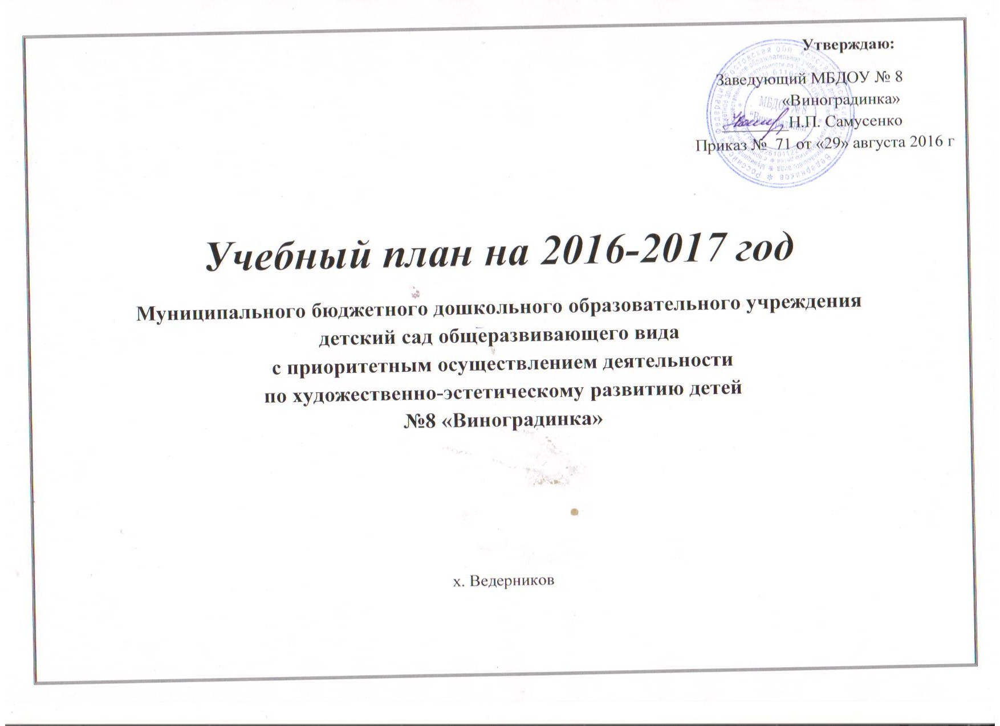 Утверждаю:
Заведующий МБДОУ № 8
«Виноградинка»
Н.П. Самусенко
Приказ № 71 от «29» августа 2016 г
Учебный план на 2016-2017 год
Муниципального бюджетного дошкольного образовательного учреждения
детский сад общеразвивающего вида
с приоритетным осуществлением деятельности
по художественно-эстетическому развитию детей
№8 «Виноградинка»
х. Ведерников